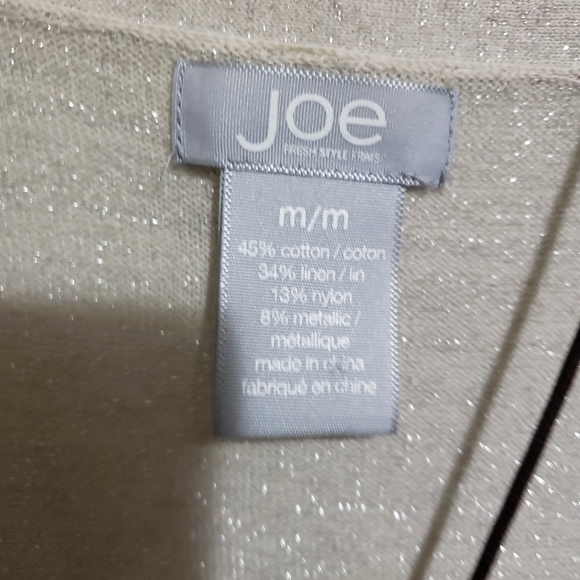 Joe
FRESH STYLE FRAIS
m/m
45% cotton / coton
34% linen / lin
13% nylon
8% metallic /
métallique
made in china
fabriqué en chine